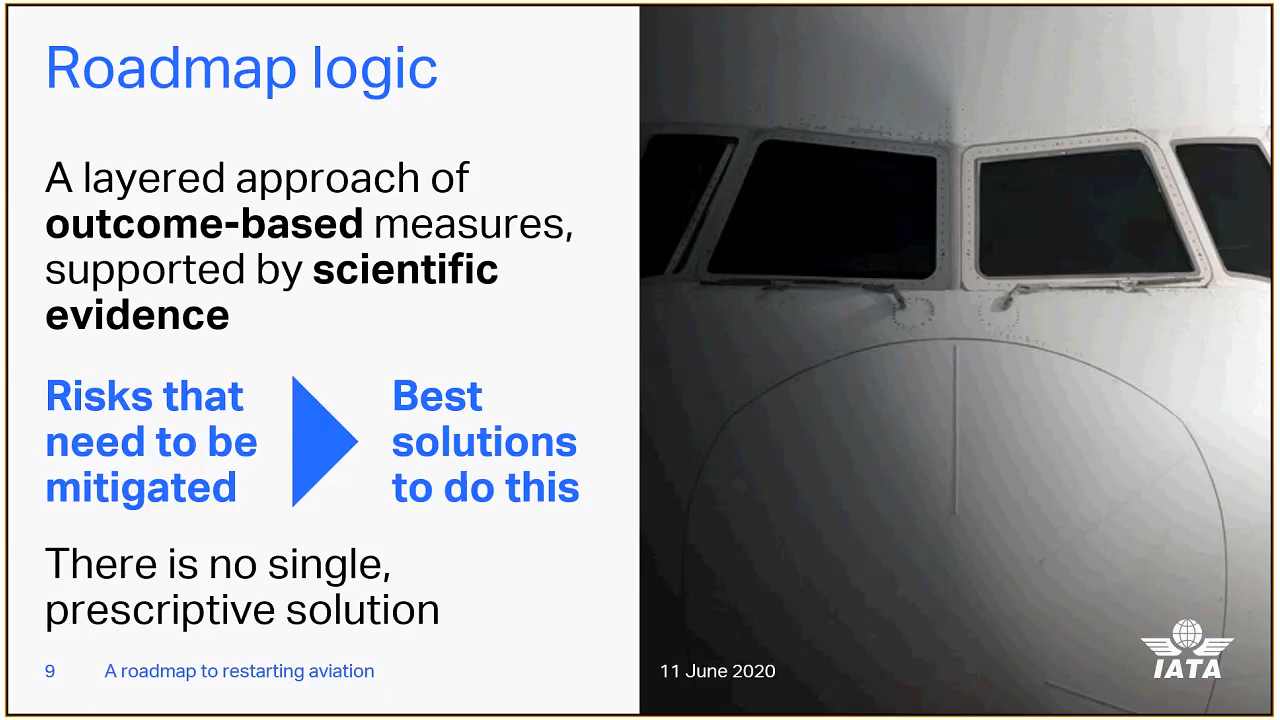 Roadmap logic
A layered approach of
outcome-based measures,
supported by scientific
evidence
Risks that
need to be
mitigated
Best
solutions
to do this
There is no single,
prescriptive solution
9
A roadmap to restarting aviation
11 June 2020
IATA